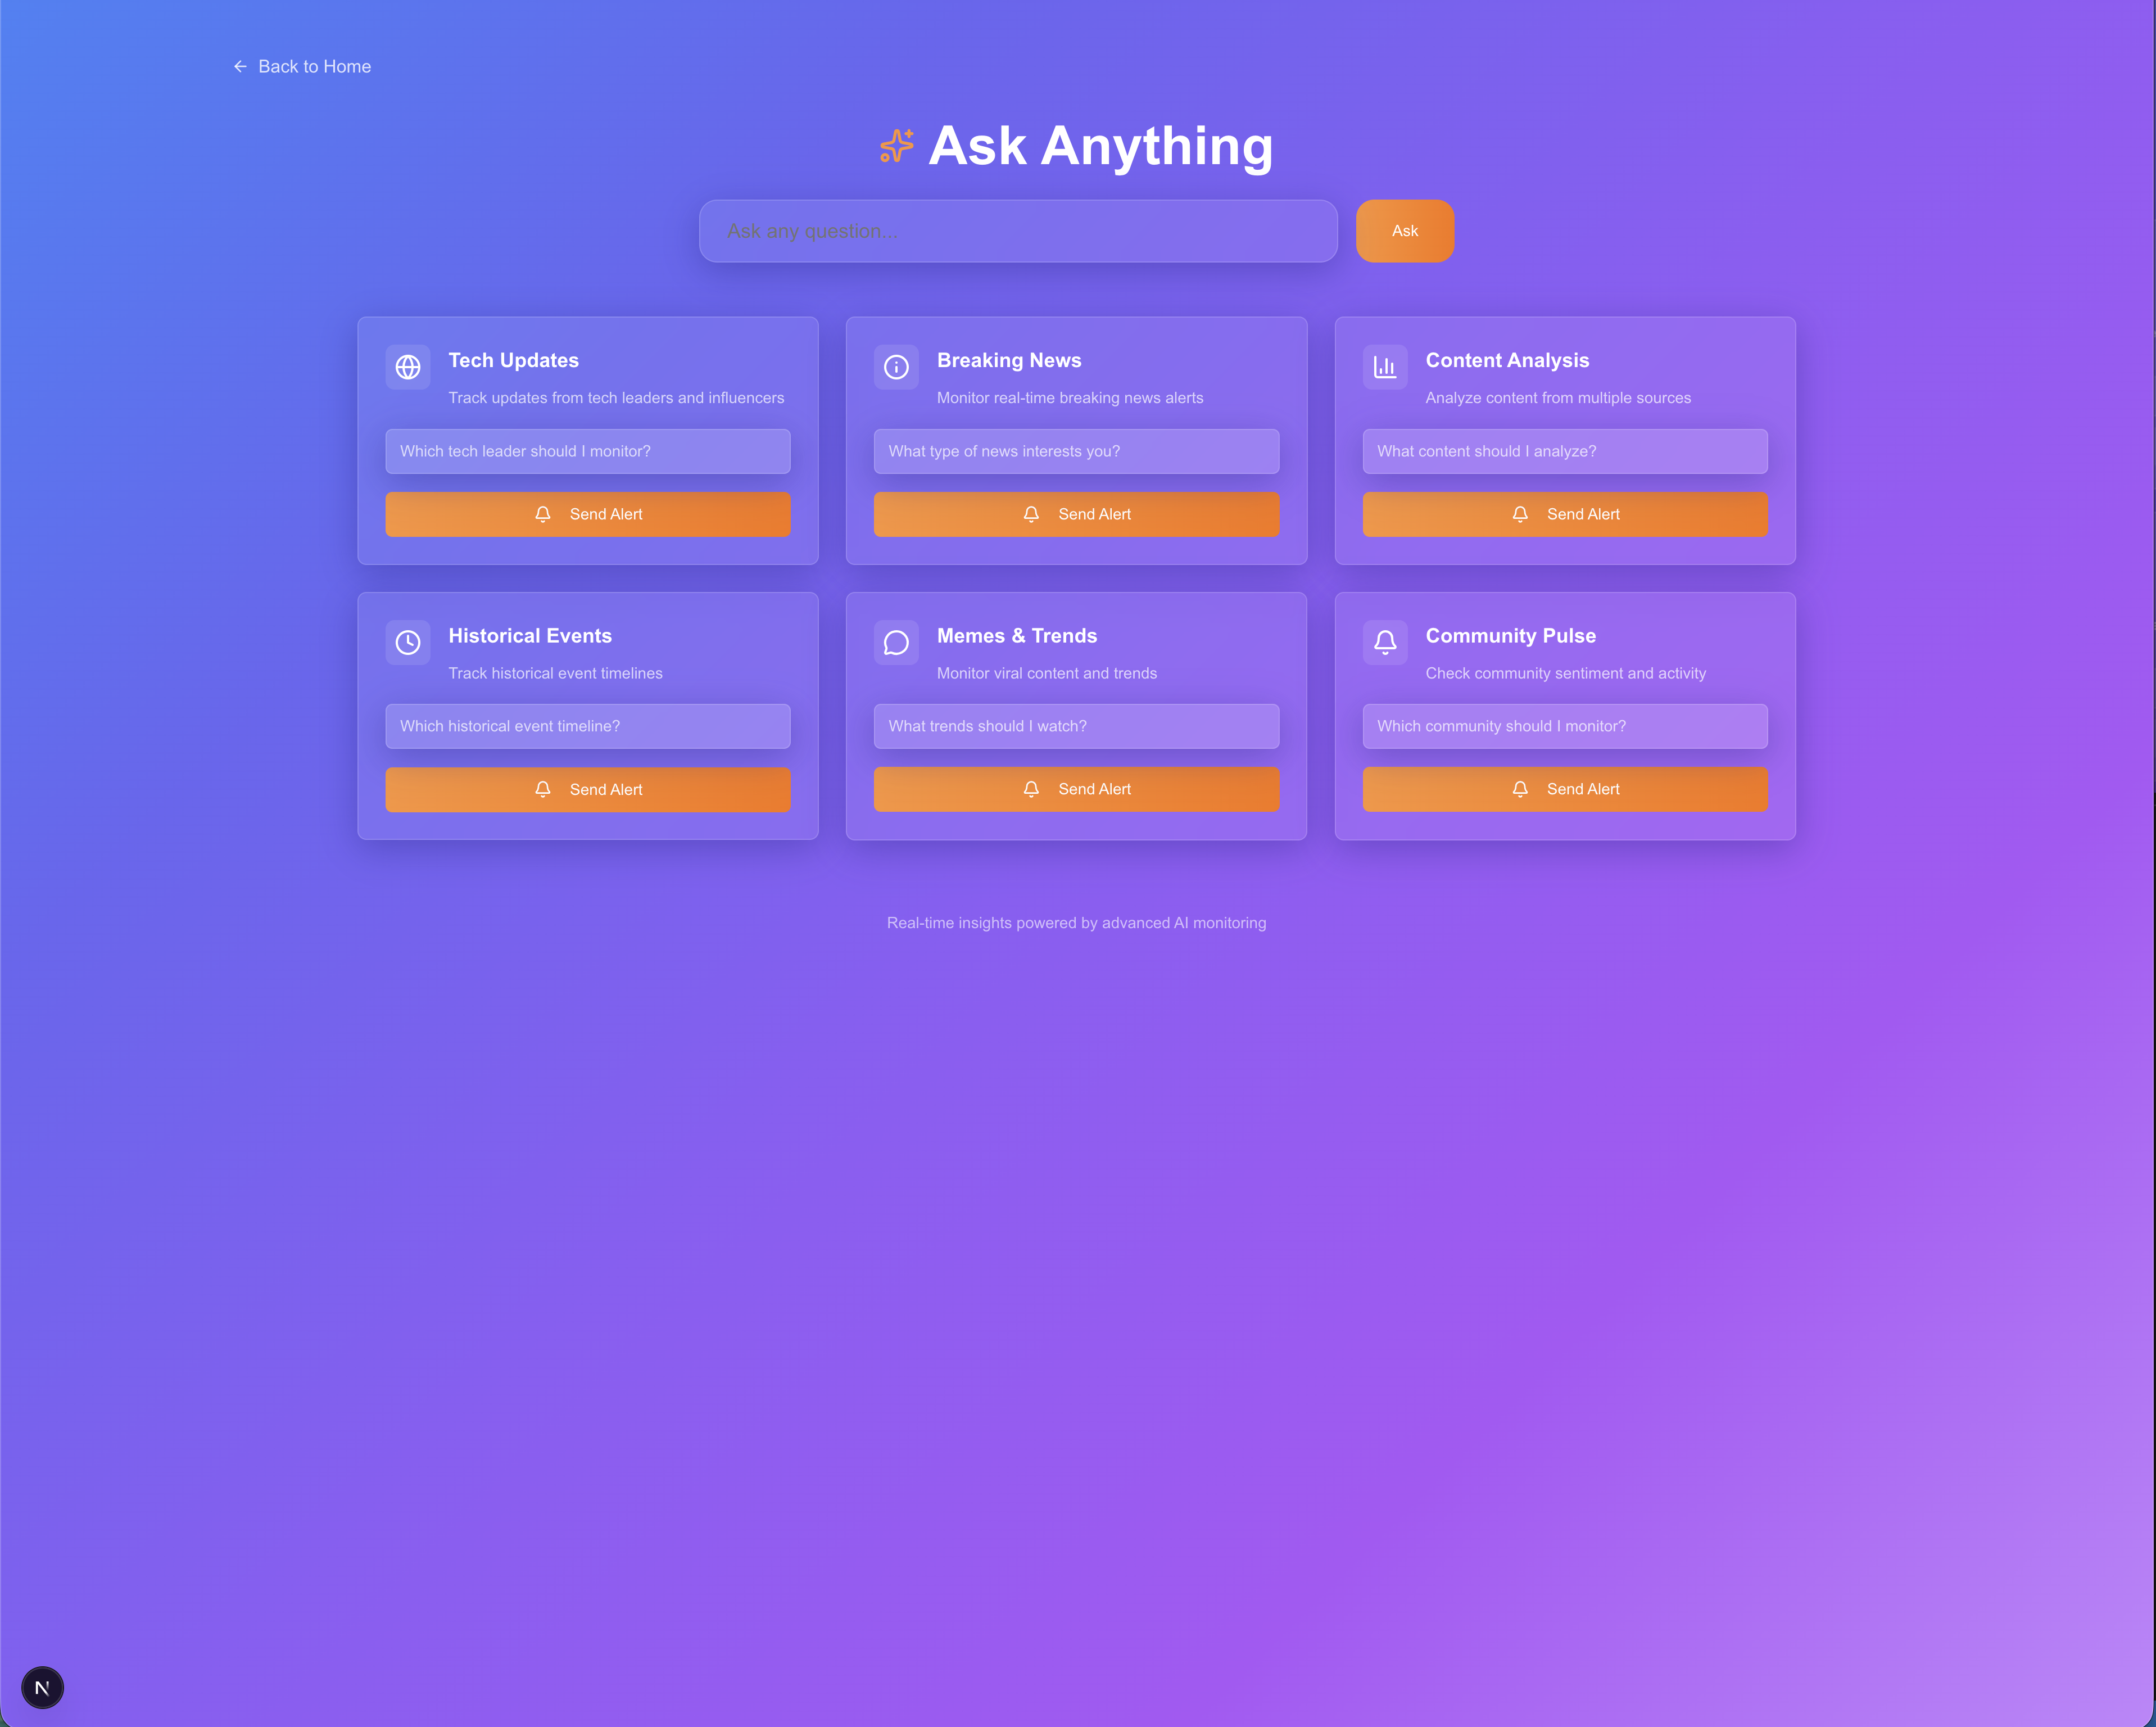 Back to Home
Ask Anything
Ask any question...
Ask
Tech Updates
Track updates from tech leaders and influencers
Which tech leader should I monitor?
Send Alert
Breaking News
Monitor real-time breaking news alerts
What type of news interests you?
Send Alert
Content Analysis
Analyze content from multiple sources
What content should I analyze?
Send Alert
Historical Events
Track historical event timelines
Which historical event timeline?
Send Alert
Memes & Trends
Monitor viral content and trends
What trends should I watch?
Send Alert
Community Pulse
Check community sentiment and activity
Which community should I monitor?
Send Alert
Real-time insights powered by advanced AI monitoring
N